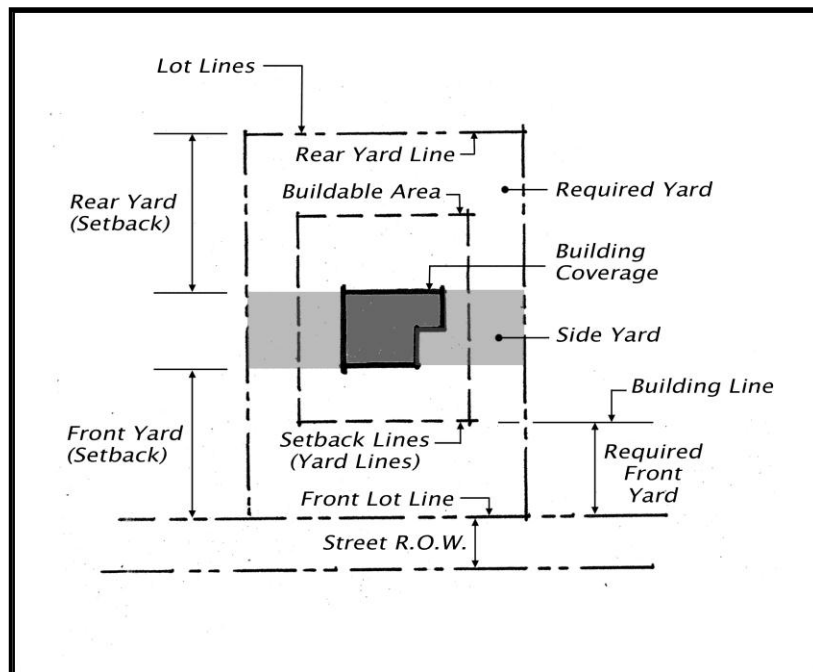 Lot Lines
Rear Yard Line
Rear Yard
(Setback)
Buildable Area
Required Yard
Building
Coverage
Side Yard
Building Line
Front Yard
(Setback)
Setback Lines
(Yard Lines)
Required
Front
Yard
Front Lot Line
Street R.O.W.